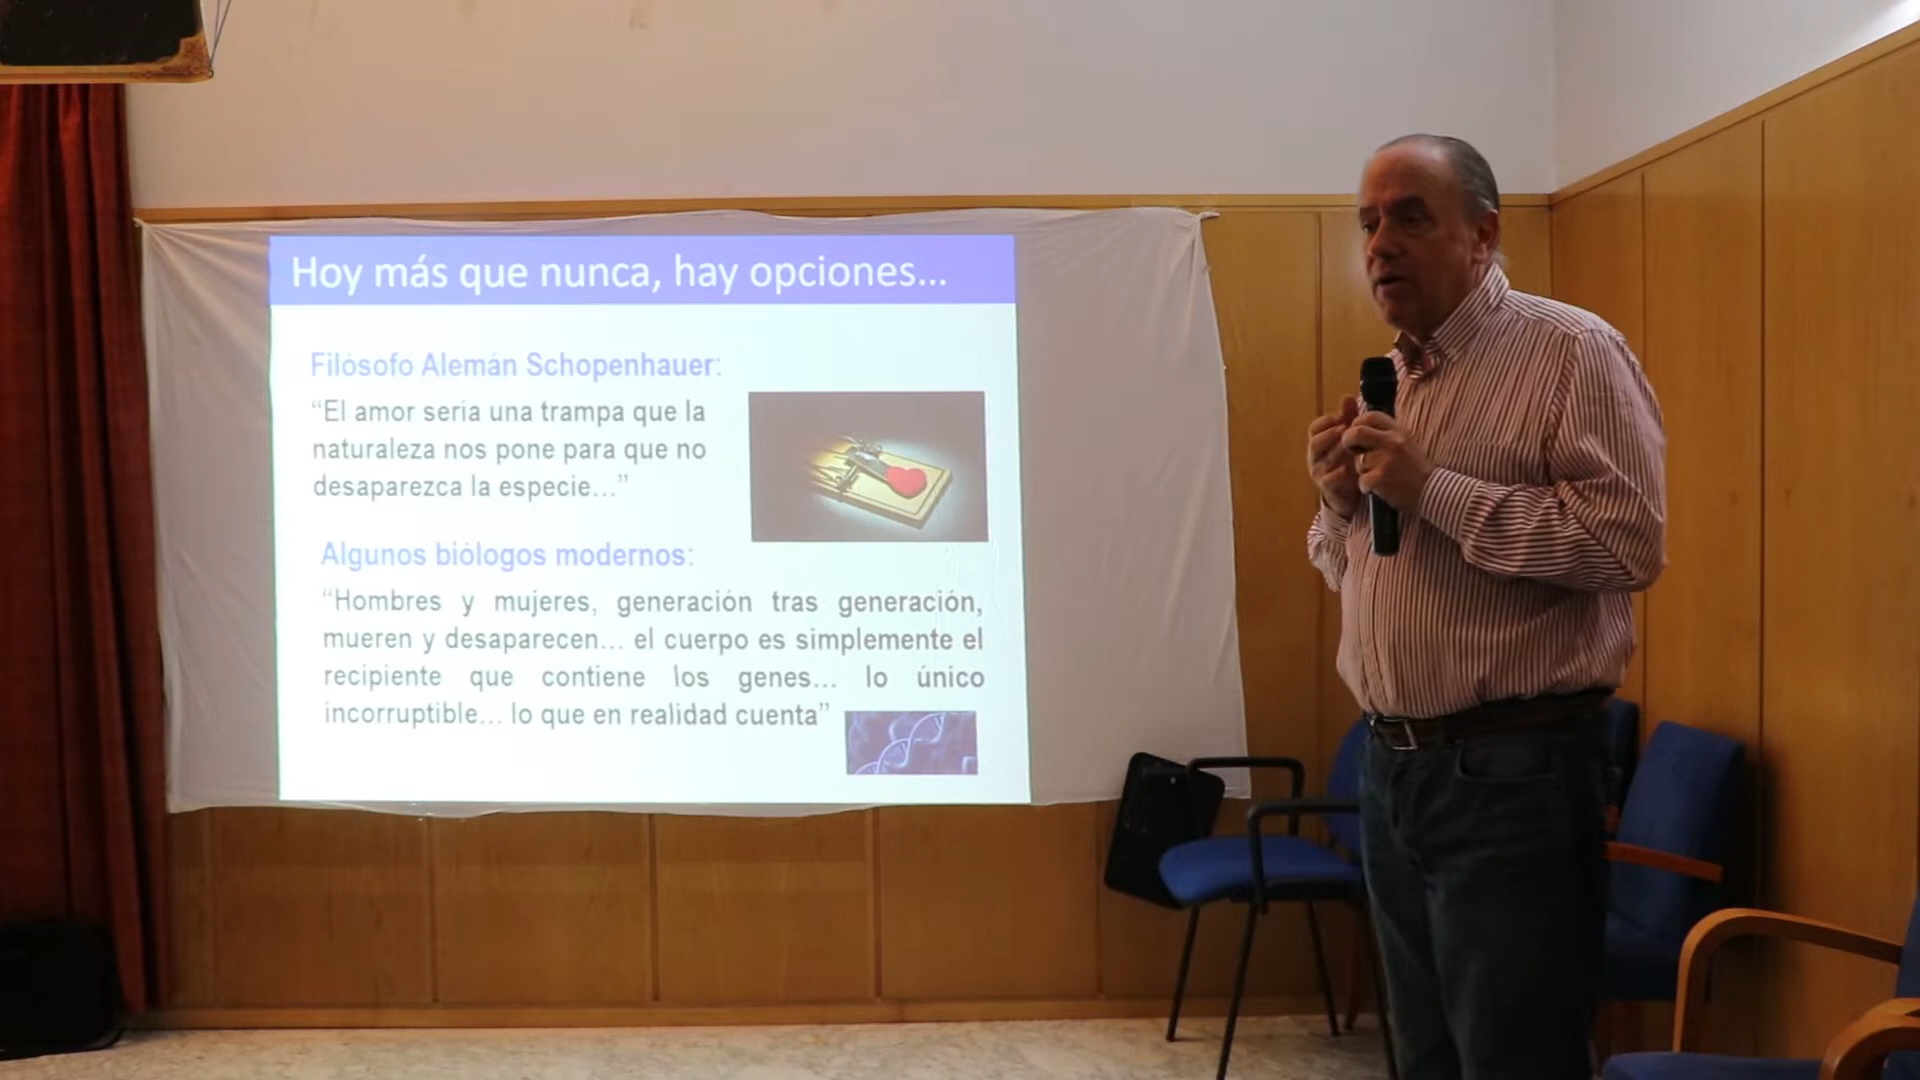 Hoy más que nunca, hay opciones...
Filósofo Alemán Schopenhauer:
“El amor sería una trampa que la
naturaleza nos pone para que no
desaparezca la especie...”
Algunos biólogos modernos:
“Hombres y mujeres, generación tras generación,
mueren y desaparecen... el cuerpo es simplemente el
recipiente que contiene los genes... lo único
incorruptible... lo que en realidad cuenta”